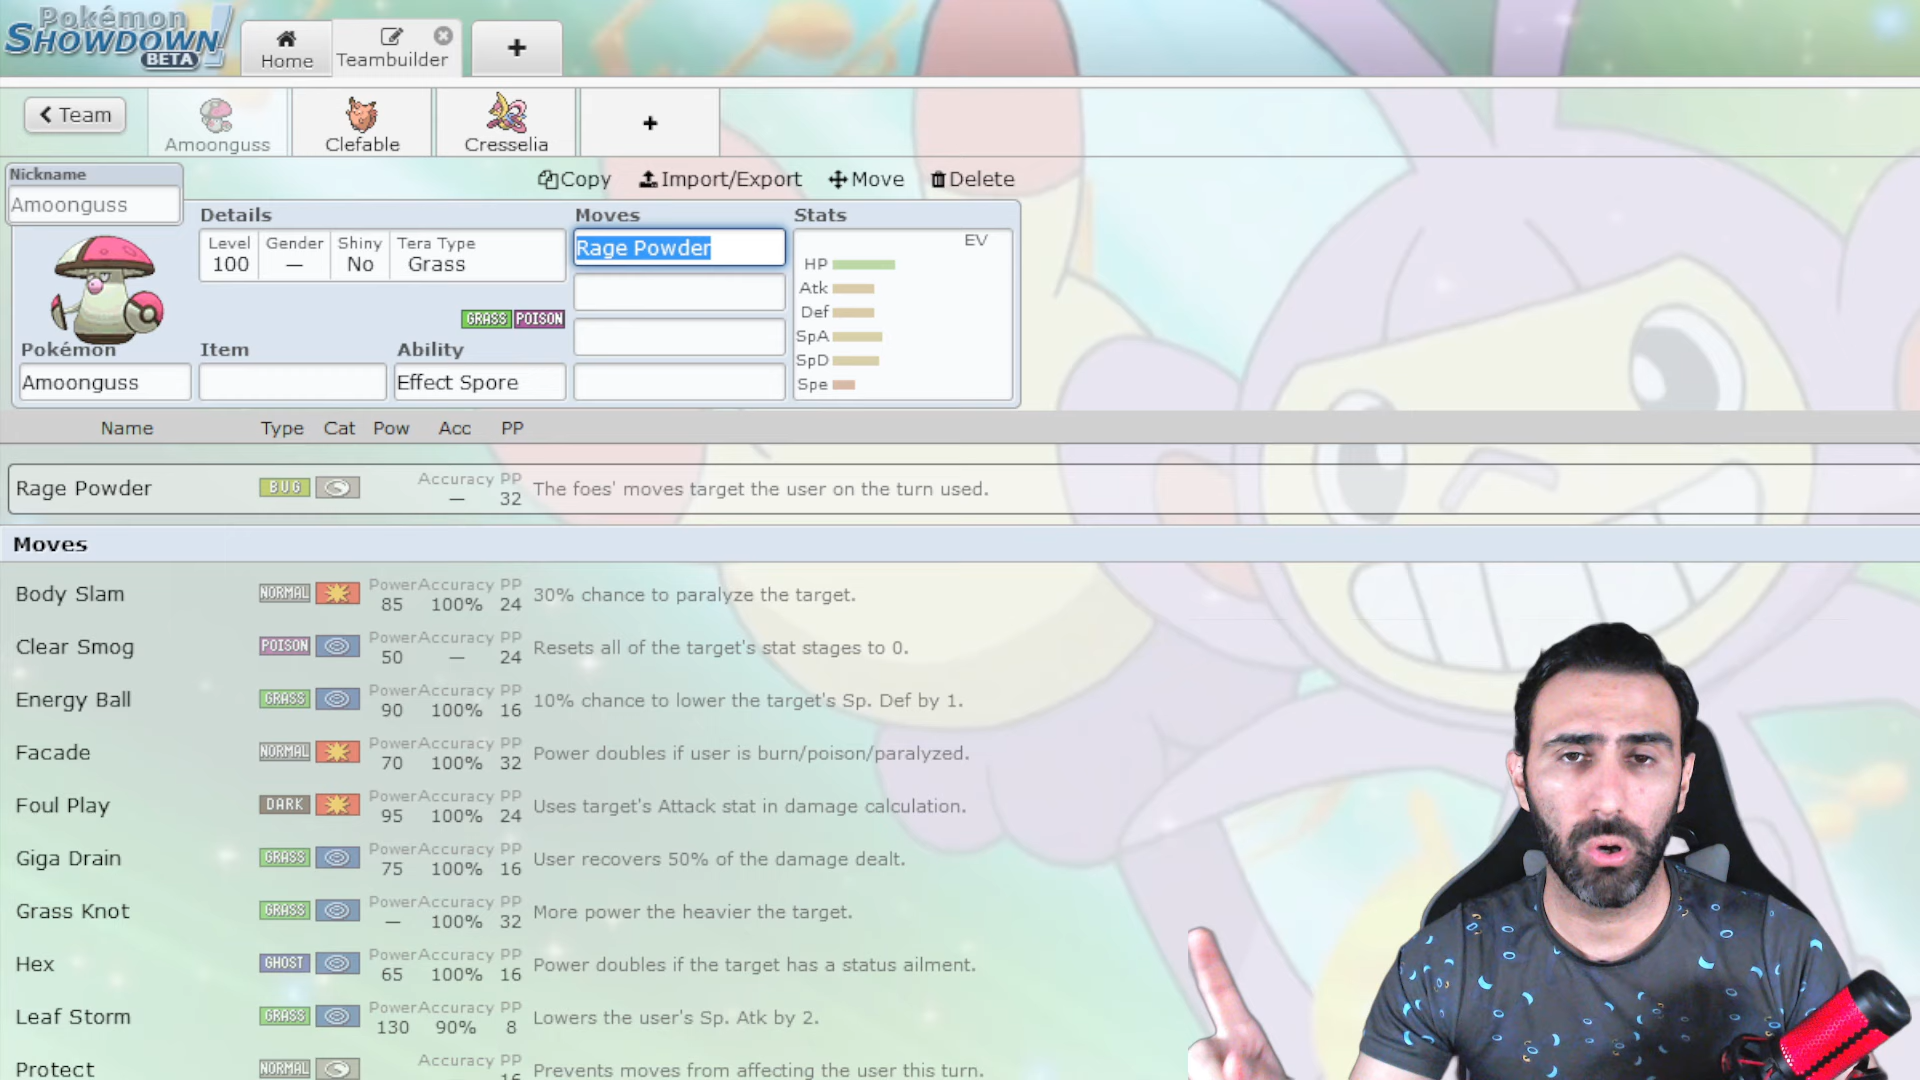 Pokémon
SHOWDOWN!
BETA
Home
Teambuilder
+
Team
Amoonguss
Clefable
Cresselia
+
Nickname
Amoonguss
Copy
Import/Export
Move
Delete
Details
Level
100
Gender
—
Shiny
No
Tera Type
Grass
GRASS POISON
Pokémon
Amoonguss
Item
Ability
Effect Spore
Moves
Rage Powder
Stats
EV
HP
Atk
Def
SpA
SpD
Spe
Name Type Cat Pow Acc PP
Rage Powder BUG Accuracy — PP 32 The foes' moves target the user on the turn used.
Moves
Body Slam NORMAL Power 85 Accuracy 100% PP 24 30% chance to paralyze the target.
Clear Smog POISON Power 50 Accuracy — PP 24 Resets all of the target's stat stages to 0.
Energy Ball GRASS Power 90 Accuracy 100% PP 16 10% chance to lower the target's Sp. Def by 1.
Facade NORMAL Power 70 Accuracy 100% PP 32 Power doubles if user is burn/poison/paralyzed.
Foul Play DARK Power 95 Accuracy 100% PP 24 Uses target's Attack stat in damage calculation.
Giga Drain GRASS Power 75 Accuracy 100% PP 16 User recovers 50% of the damage dealt.
Grass Knot GRASS Power — Accuracy 100% PP 32 More power the heavier the target.
Hex GHOST Power 65 Accuracy 100% PP 16 Power doubles if the target has a status ailment.
Leaf Storm GRASS Power 130 Accuracy 90% PP 8 Lowers the user's Sp. Atk by 2.
Protect NORMAL Accuracy PP 16 Prevents moves from affecting the user this turn.